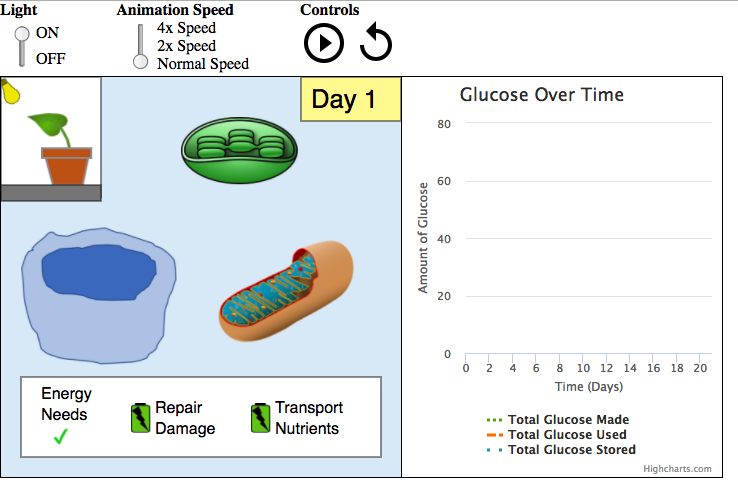 Light
ON
OFF
Animation Speed
4x Speed
2x Speed
Normal Speed
Controls
Day 1
Energy
Needs
Repair
Damage
Transport
Nutrients
Glucose Over Time
Amount of Glucose
80
60
40
20
0
0 2 4 6 8 10 12 14 16 18 20
Time (Days)
Total Glucose Made
Total Glucose Used
Total Glucose Stored
Highcharts.com